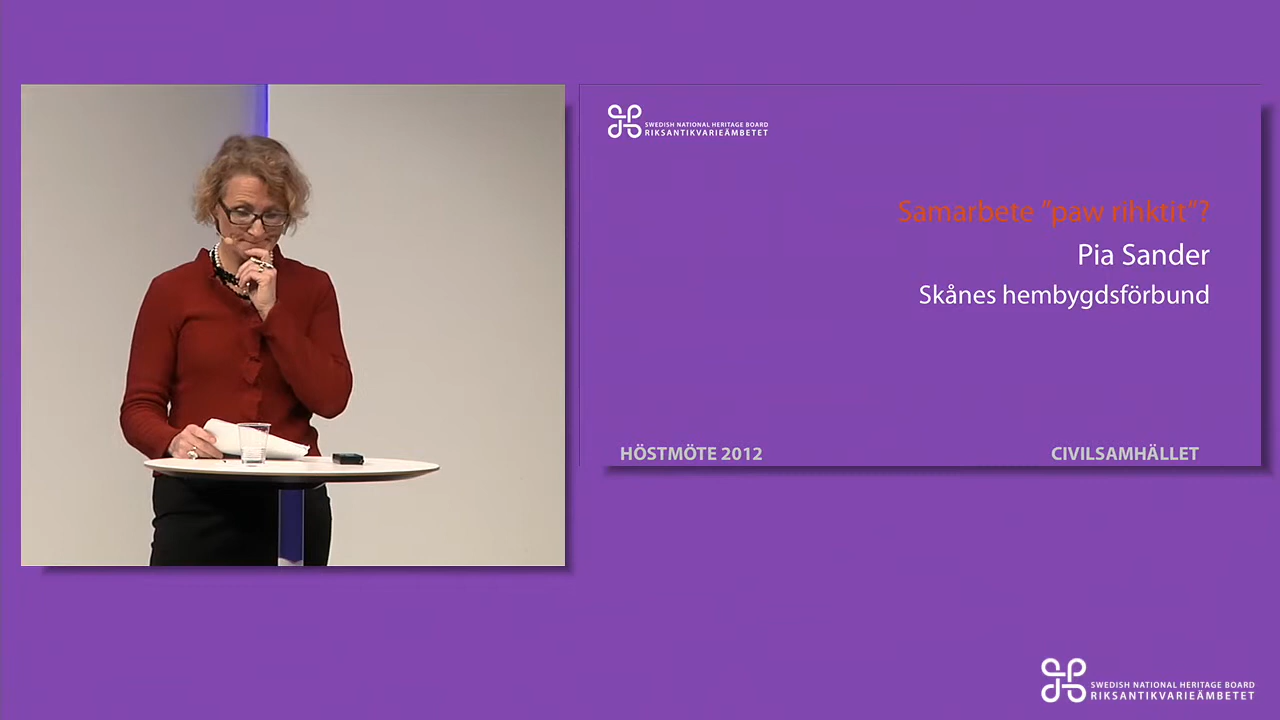 SWEDISH NATIONAL HERITAGE BOARD
RIKSANTIKVARIEÄMBETET
Samarbete ”paw rihktit”?
Pia Sander
Skånes hembygdsförbund
HÖSTMÖTE 2012
CIVILSAMHÄLLET
SWEDISH NATIONAL HERITAGE BOARD
RIKSANTIKVARIEÄMBETET